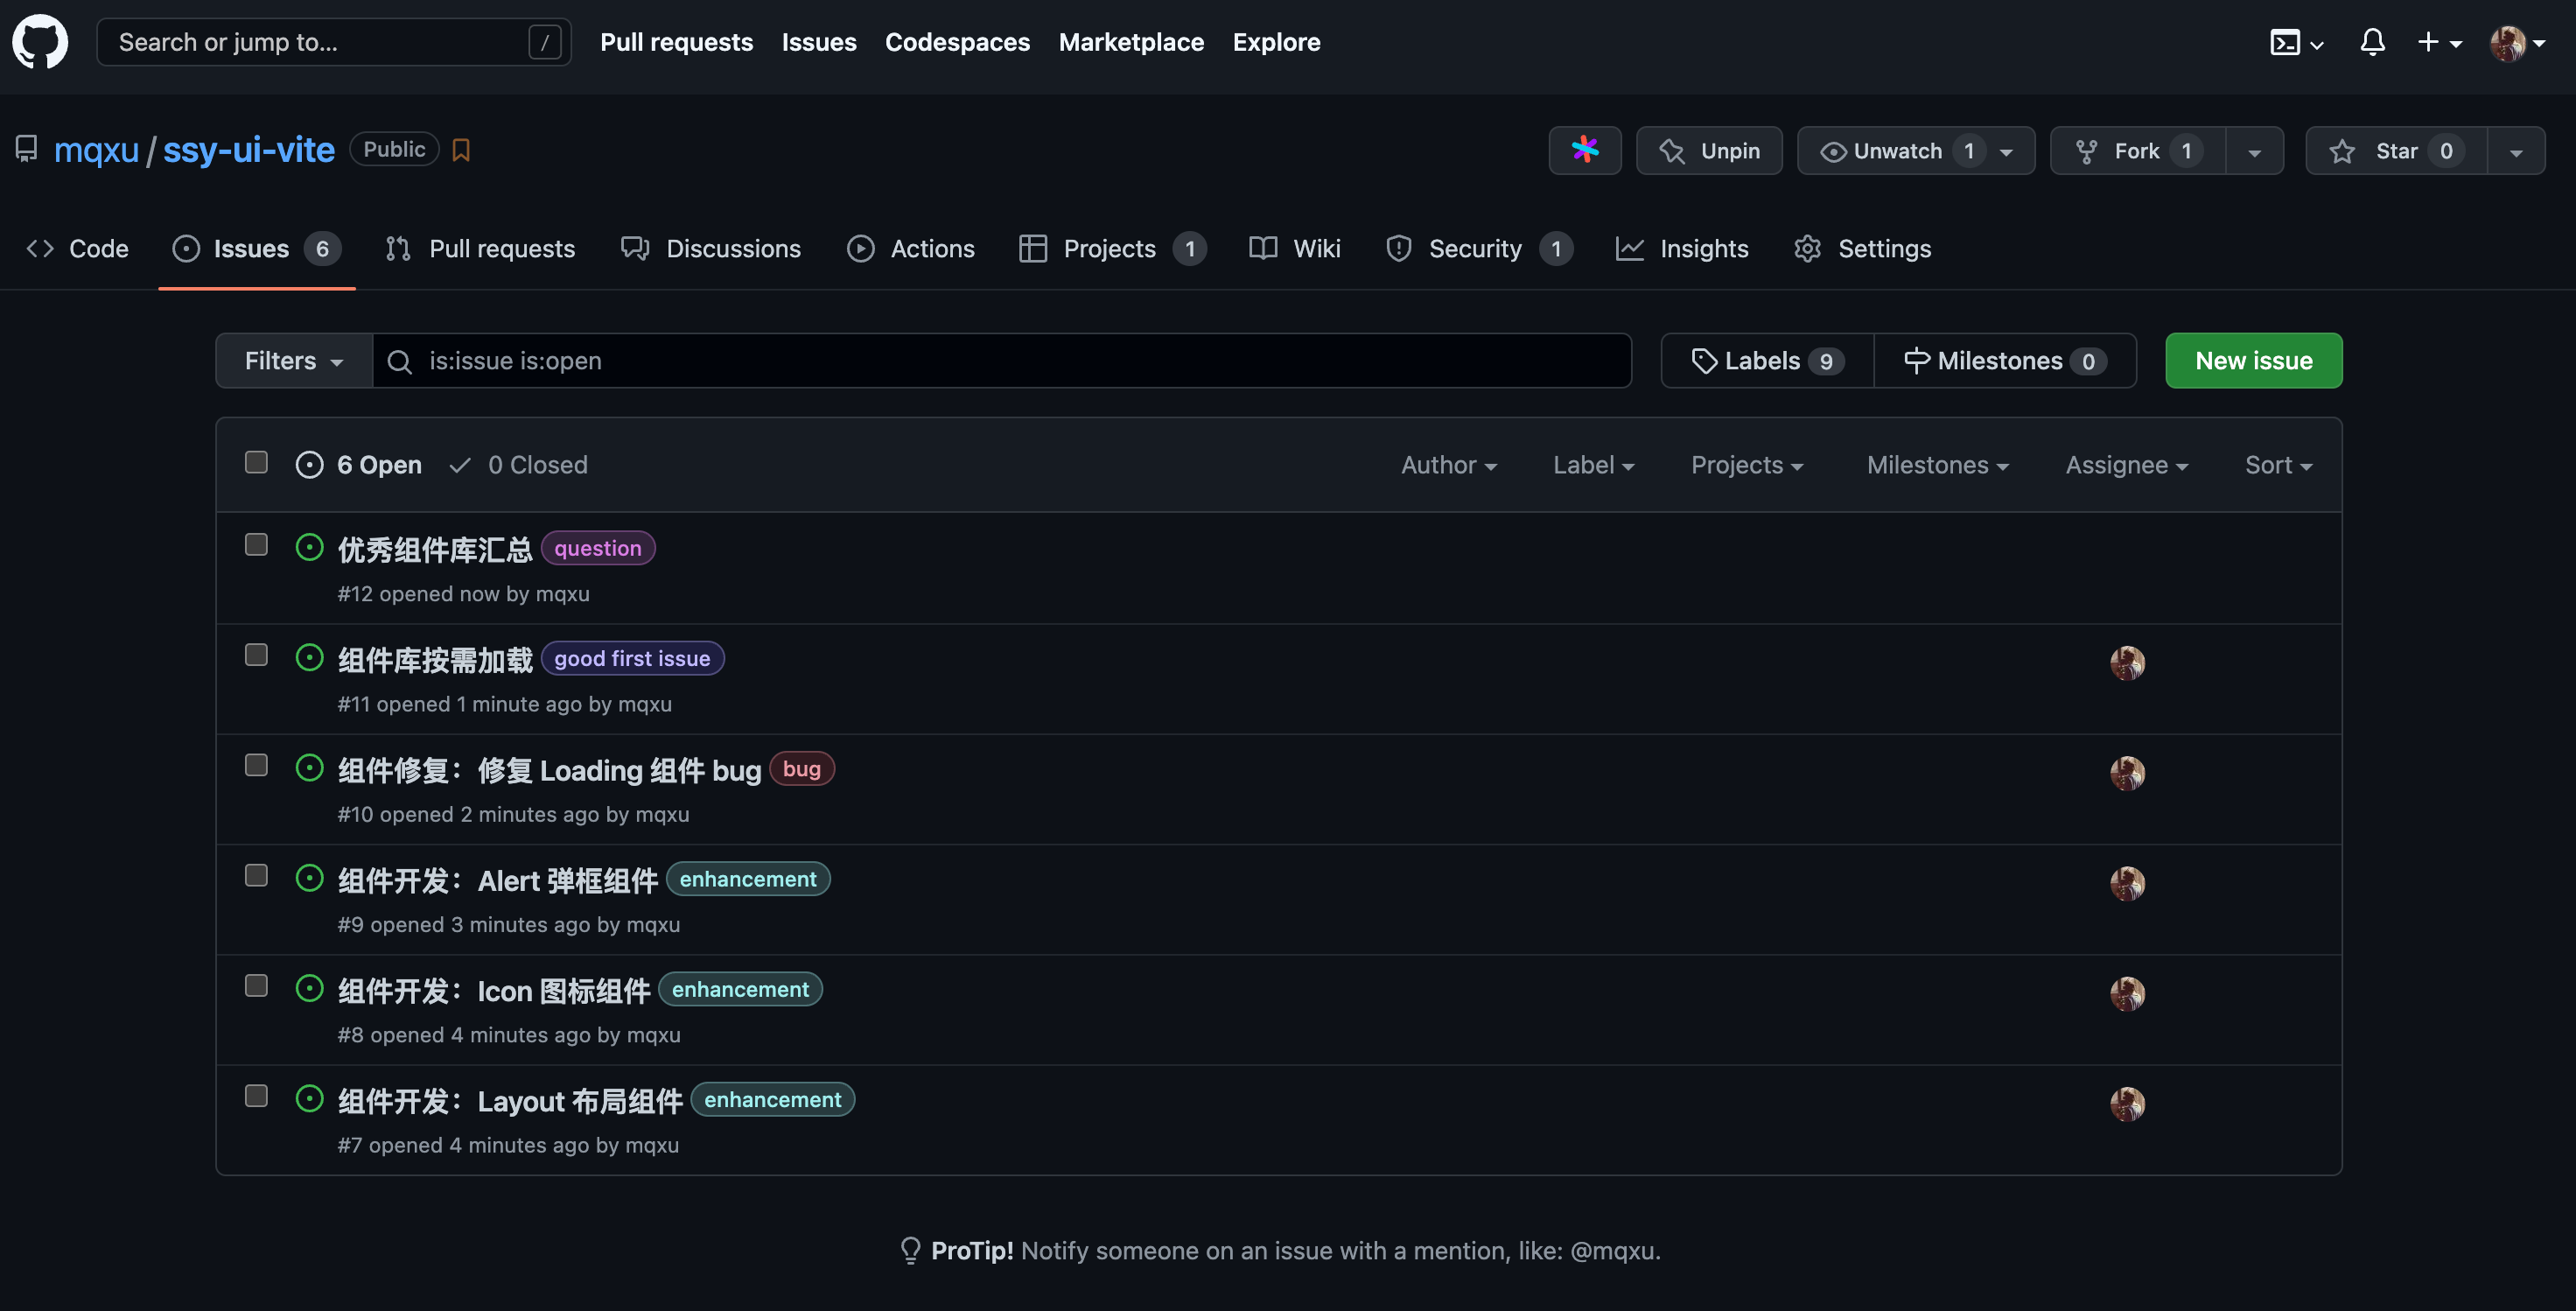 Search or jump to... / Pull requests Issues Codespaces Marketplace Explore
mqxu / ssy-ui-vite Public Unpin Unwatch 1 Fork 1 Star 0
Code Issues 6 Pull requests Discussions Actions Projects 1 Wiki Security 1 Insights Settings
Filters is:issue is:open Labels 9 Milestones 0 New issue
6 Open 0 Closed Author Label Projects Milestones Assignee Sort
优秀组件库汇总 question
#12 opened now by mqxu
组件库按需加载 good first issue
#11 opened 1 minute ago by mqxu
组件修复：修复 Loading 组件 bug bug
#10 opened 2 minutes ago by mqxu
组件开发：Alert 弹框组件 enhancement
#9 opened 3 minutes ago by mqxu
组件开发：Icon 图标组件 enhancement
#8 opened 4 minutes ago by mqxu
组件开发：Layout 布局组件 enhancement
#7 opened 4 minutes ago by mqxu
ProTip! Notify someone on an issue with a mention, like: @mqxu.